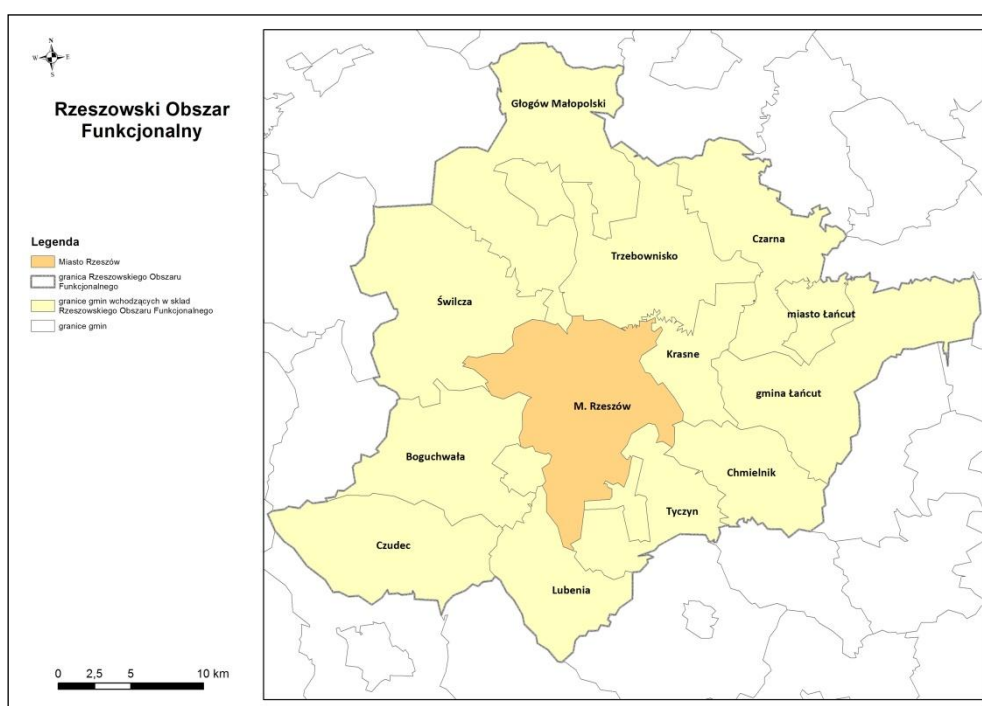 N
W E
S
Rzeszowski Obszar
Funkcjonalny
Legenda
Miasto Rzeszów
granica Rzeszowskiego Obszaru
Funkcjonalnego
granice gmin wchodzących w skład
Rzeszowskiego Obszaru Funkcjonalnego
granice gmin
0 2,5 5 10 km
Głogów Małopolski
Trzebownisko
Czarna
Świlcza
miasto Łańcut
Krasne
gmina Łańcut
M. Rzeszów
Boguchwała
Chmielnik
Tyczyn
Czudec
Lubenia